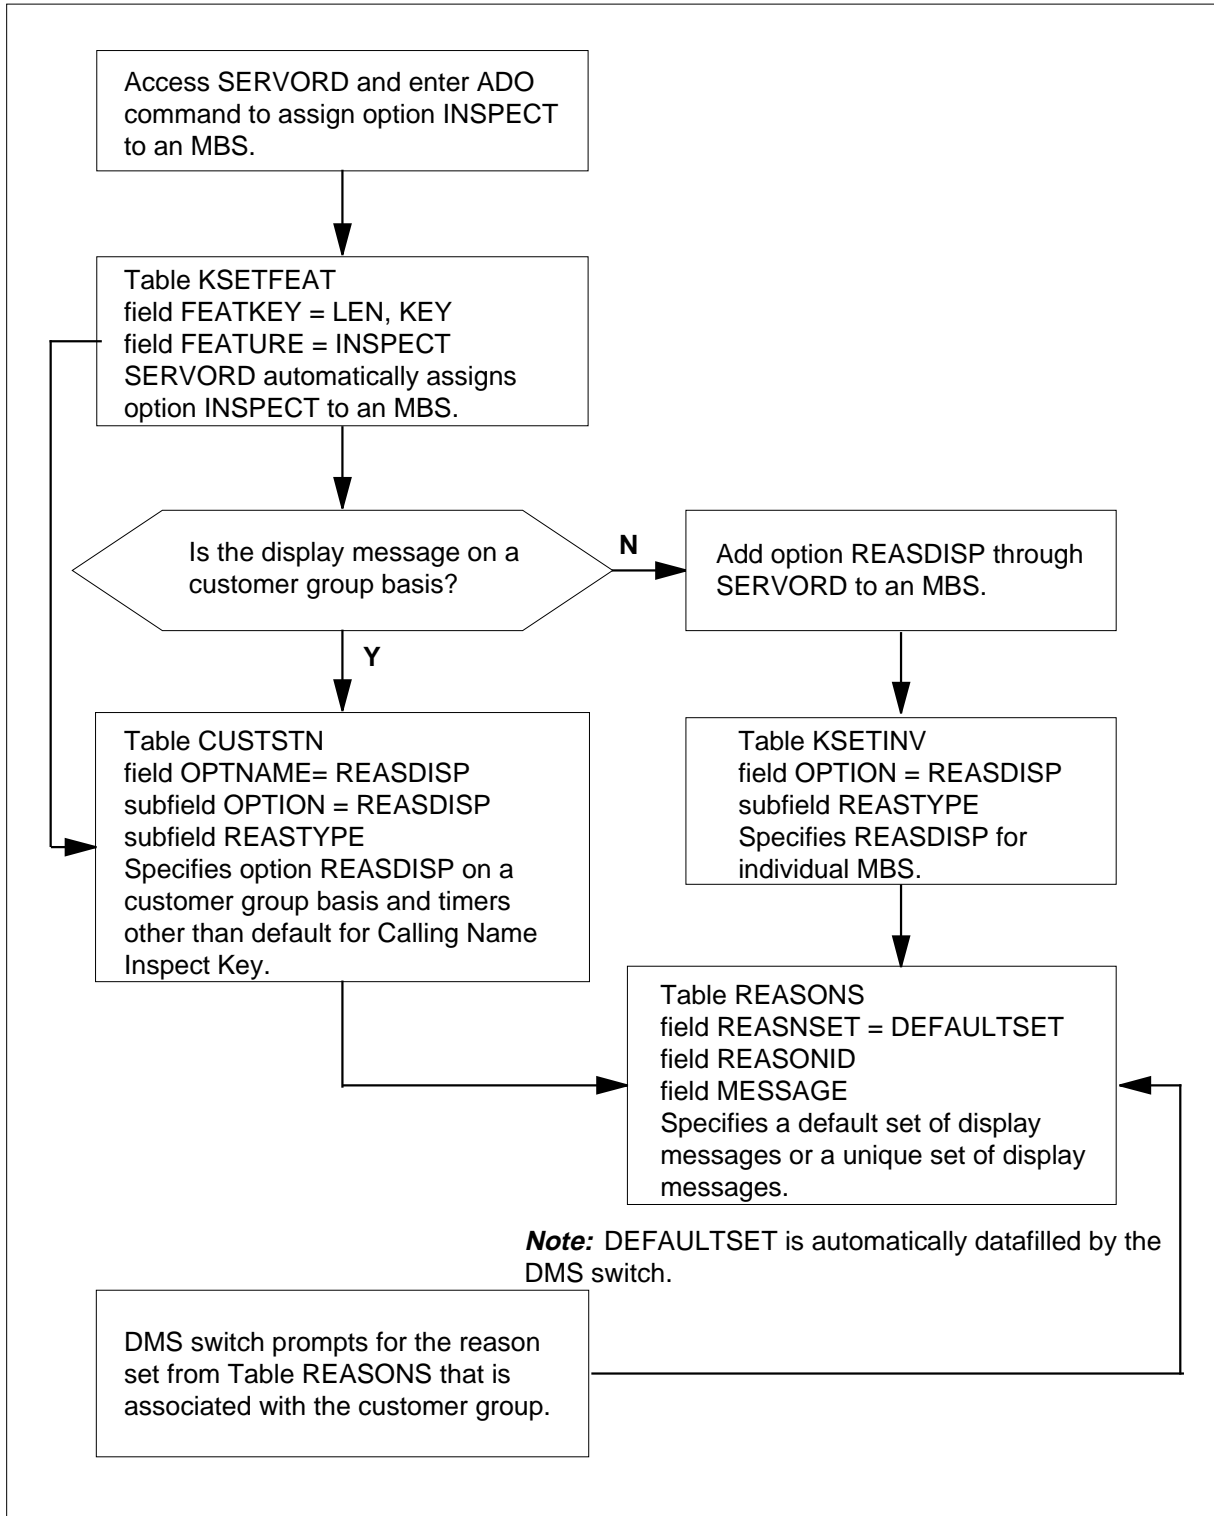 Access SERVORD and enter ADO
command to assign option INSPECT
to an MBS.
Table KSETFEAT
field FEATKEY = LEN, KEY
field FEATURE = INSPECT
SERVORD automatically assigns
option INSPECT to an MBS.
Is the display message on a
customer group basis?
N
Add option REASDISP through
SERVORD to an MBS.
Y
Table CUSTSTN
field OPTNAME= REASDISP
subfield OPTION = REASDISP
subfield REASTYPE
Specifies option REASDISP on a
customer group basis and timers
other than default for Calling Name
Inspect Key.
Table KSETINV
field OPTION = REASDISP
subfield REASTYPE
Specifies REASDISP for
individual MBS.
Table REASONS
field REASNSET = DEFAULTSET
field REASONID
field MESSAGE
Specifies a default set of display
messages or a unique set of display
messages.
Note: DEFAULTSET is automatically datafilled by the
DMS switch.
DMS switch prompts for the reason
set from Table REASONS that is
associated with the customer group.